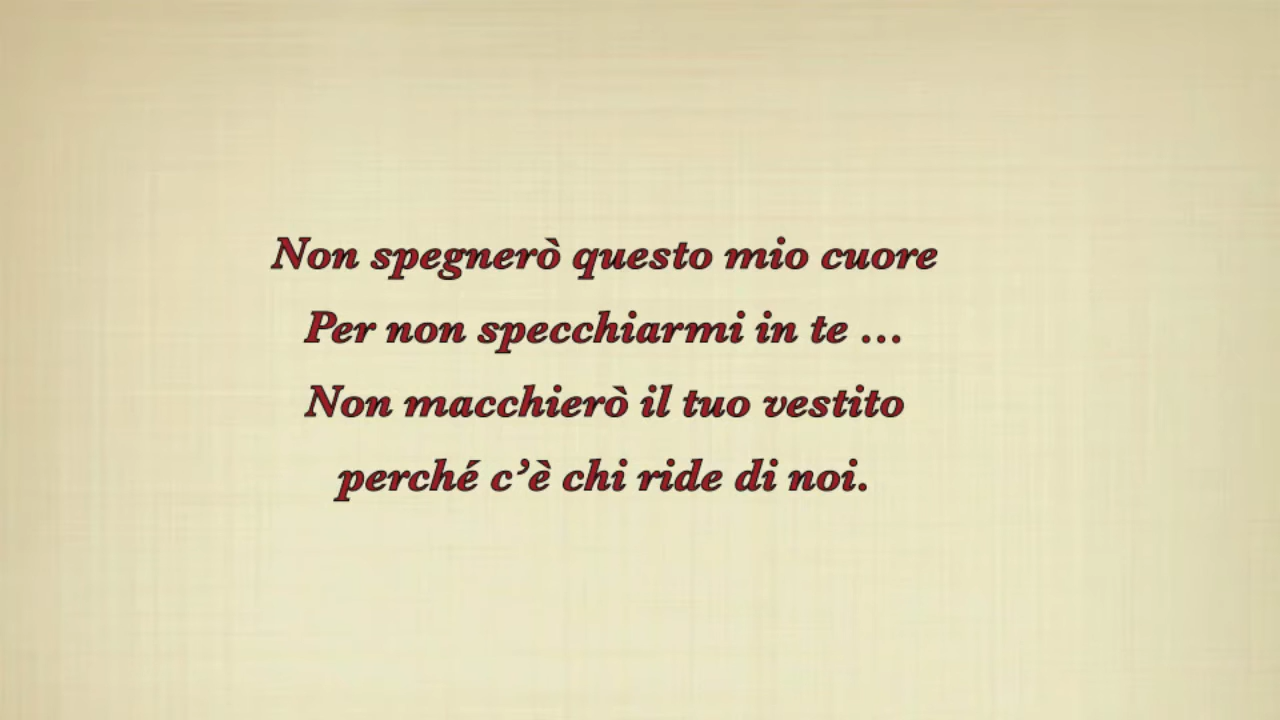 Non spegnerò questo mio cuore
Per non specchiarmi in te ...
Non macchierò il tuo vestito
perché c’è chi ride di noi.